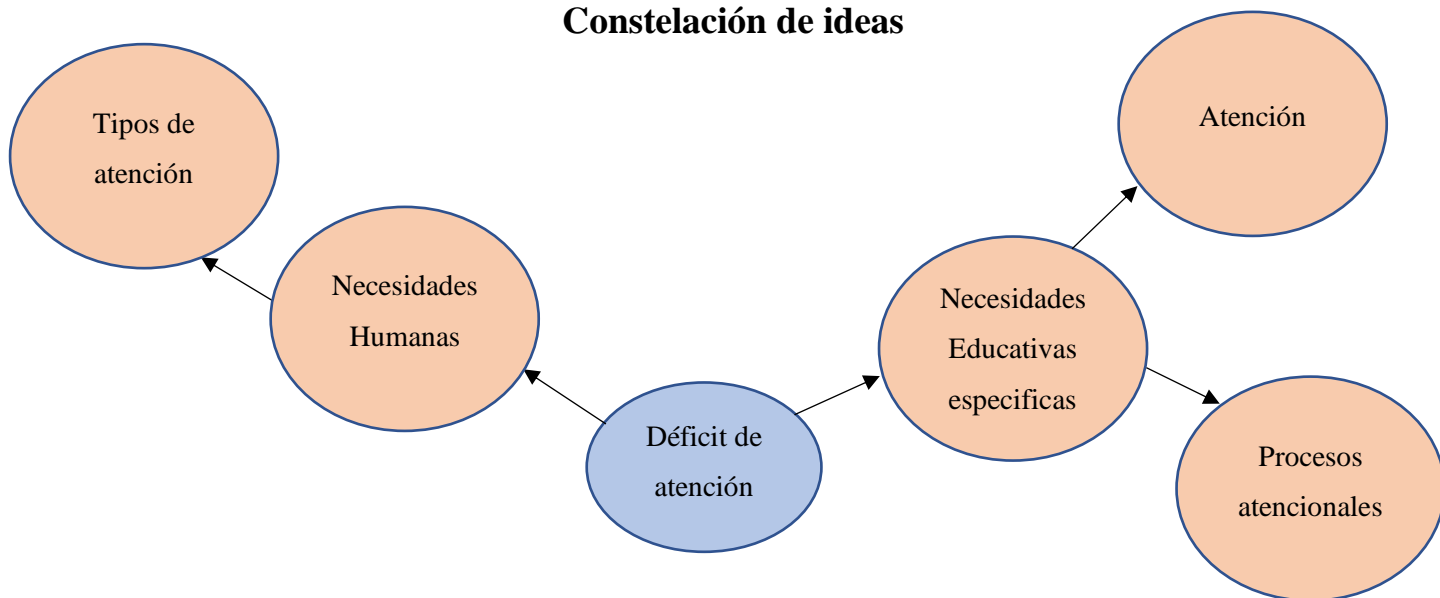 Constelación de ideas
Tipos de
atención
Necesidades
Humanas
Déficit de
atención
Necesidades
Educativas
especificas
Atención
Procesos
atencionales